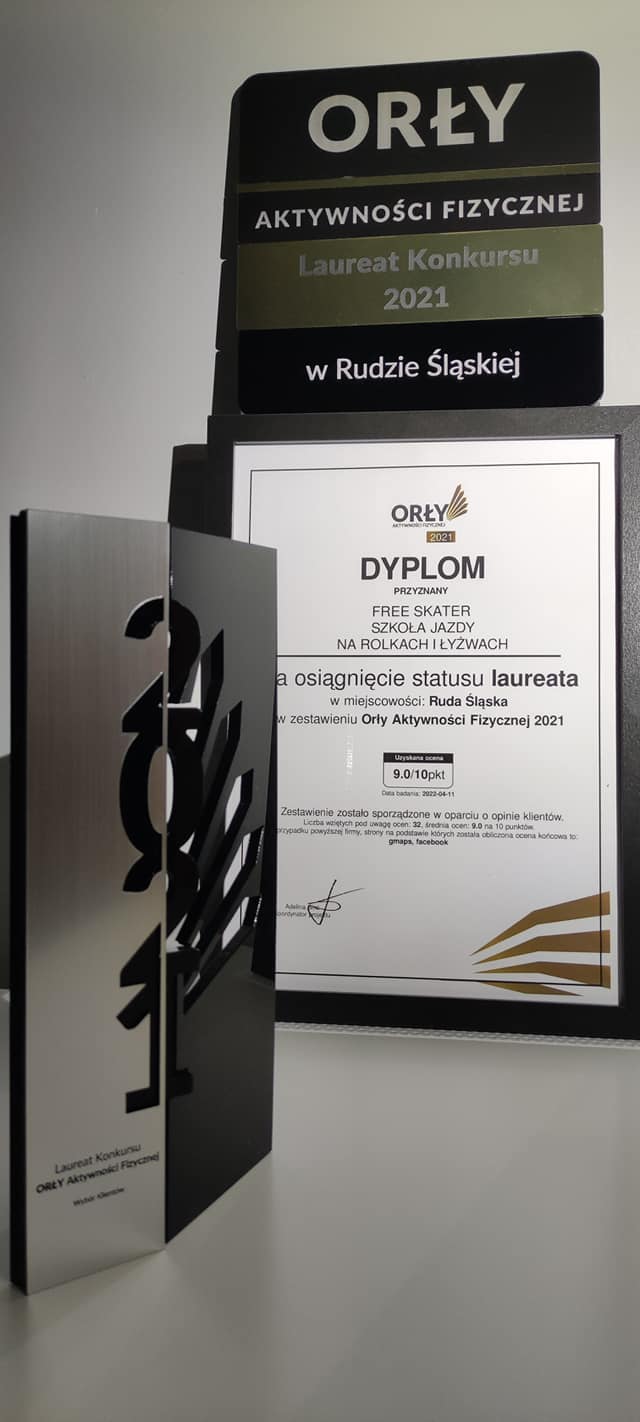 ORŁY
AKTYWNOŚCI FIZYCZNEJ
Laureat Konkursu
2021
w Rudzie Śląskiej
ORŁY
AKTYWNOŚCI FIZYCZNEJ
2021
DYPLOM
PRZYZNANY
FREE SKATER
SZKOŁA JAZDY
NA ROLKACH I ŁYŻWACH
a osiągnięcie statusu laureata
w miejscowości: Ruda Śląska
w zestawieniu Orły Aktywności Fizycznej 2021
Uzyskana ocena
9.0/10pkt
Data badania: 2022-04-11
Zestawienie zostało sporządzone w oparciu o opinie klientów.
Liczba wziętych pod uwagę ocen: 32, średnia ocen: 9.0 na 10 punktów.
przypadku powyższej firmy, strony na podstawie których została obliczona ocena końcowa to:
gmaps, facebook
Adelina
oordynator projektu
2021
Laureat Konkursu
ORŁY Aktywności Fizycznej
Wybór Klientów